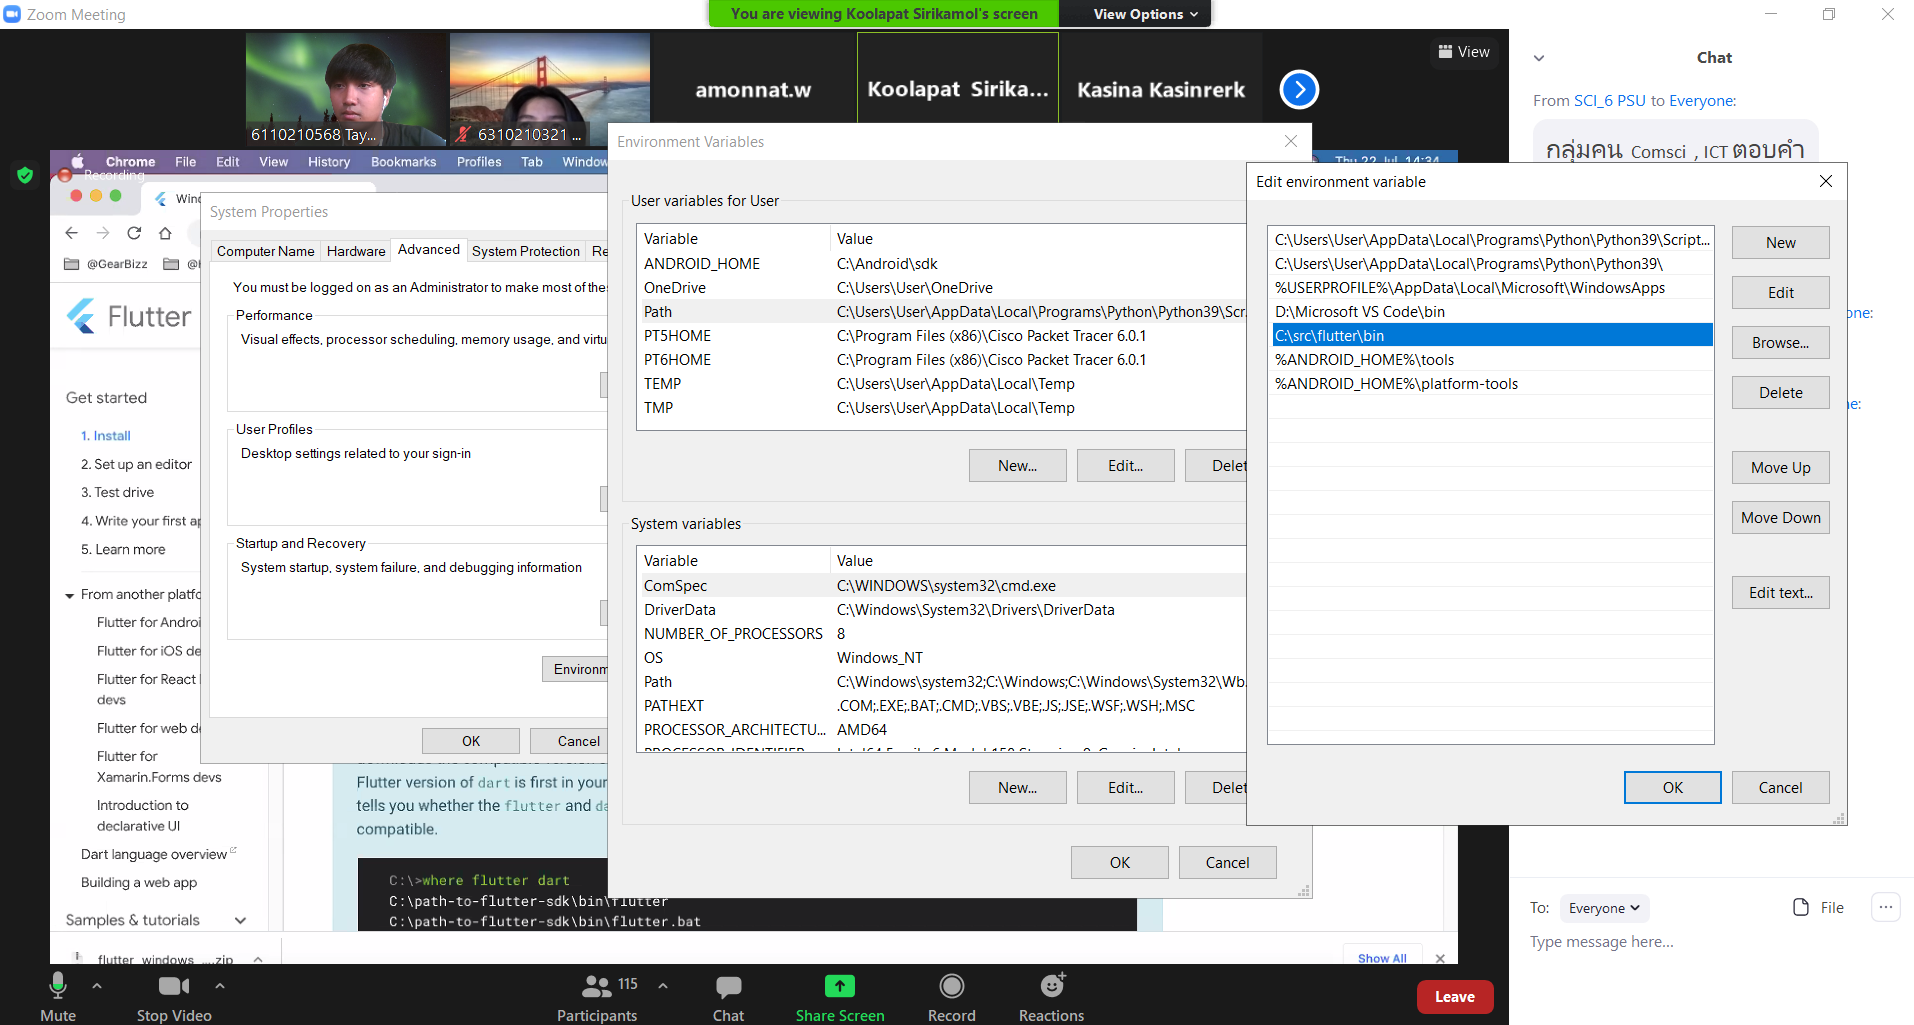 Zoom Meeting
You are viewing Koolapat Sirikamol's screen
View Options
View
6110210568 Tay...
6310210321 ...
amonnat.w
Koolapat Sirika...
Kasina Kasinrerk
Chrome File Edit View History Bookmarks Profiles Tab Window
Thu 22 Jul 14:34
Recording
@GearBizz
Flutter
Get started
1. Install
2. Set up an editor
3. Test drive
4. Write your first ap
5. Learn more
From another platfo
Flutter for Androi
Flutter for iOS de
Flutter for React
devs
Flutter for web d
Flutter for
Xamarin.Forms devs
Introduction to
declarative UI
Dart language overview
Building a web app
Samples & tutorials
flutter_windows_....zip
Show All
System Properties
Computer Name Hardware Advanced System Protection Re
You must be logged on as an Administrator to make most of thes
Performance
Visual effects, processor scheduling, memory usage, and virtu
User Profiles
Desktop settings related to your sign-in
Startup and Recovery
System startup, system failure, and debugging information
Environm
OK Cancel
Flutter version of dart is first in your
tells you whether the flutter and da
compatible.
C:\>where flutter dart
C:\path-to-flutter-sdk\bin\flutter
C:\path-to-flutter-sdk\bin\flutter.bat
Environment Variables
User variables for User
Variable Value
ANDROID_HOME C:\Android\sdk
OneDrive C:\Users\User\OneDrive
Path C:\Users\User\AppData\Local\Programs\Python\Python39\Scr...
PT5HOME C:\Program Files (x86)\Cisco Packet Tracer 6.0.1
PT6HOME C:\Program Files (x86)\Cisco Packet Tracer 6.0.1
TEMP C:\Users\User\AppData\Local\Temp
TMP C:\Users\User\AppData\Local\Temp
New... Edit... Delet
System variables
Variable Value
ComSpec C:\WINDOWS\system32\cmd.exe
DriverData C:\Windows\System32\Drivers\DriverData
NUMBER_OF_PROCESSORS 8
OS Windows_NT
Path C:\Windows\system32;C:\Windows;C:\Windows\System32\Wb...
PATHEXT .COM;.EXE;.BAT;.CMD;.VBS;.VBE;.JS;.JSE;.WSF;.WSH;.MSC
PROCESSOR_ARCHITECTU... AMD64
New... Edit... Delet
OK Cancel
Edit environment variable
C:\Users\User\AppData\Local\Programs\Python\Python39\Script...
C:\Users\User\AppData\Local\Programs\Python\Python39\
%USERPROFILE%\AppData\Local\Microsoft\WindowsApps
D:\Microsoft VS Code\bin
C:\src\flutter\bin
%ANDROID_HOME%\tools
%ANDROID_HOME%\platform-tools
New
Edit
Browse...
Delete
Move Up
Move Down
Edit text...
OK Cancel
Chat
From SCI_6 PSU to Everyone:
กลุ่มคน Comsci , ICT ตอบคำ
one:
ne:
To: Everyone File
Type message here...
Mute
Stop Video
115
Participants
Chat
Share Screen
Record
Reactions
Leave